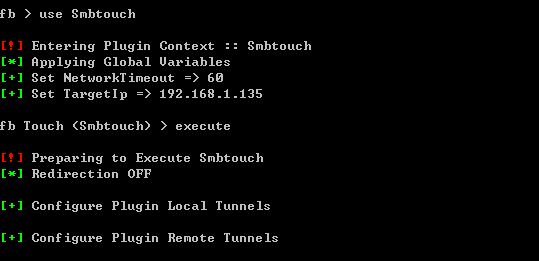 fb > use Smbtouch
[!] Entering Plugin Context :: Smbtouch
[*] Applying Global Variables
[+] Set NetworkTimeout => 60
[+] Set TargetIp => 192.168.1.135
fb Touch (Smbtouch) > execute
[!] Preparing to Execute Smbtouch
[*] Redirection OFF
[+] Configure Plugin Local Tunnels
[+] Configure Plugin Remote Tunnels